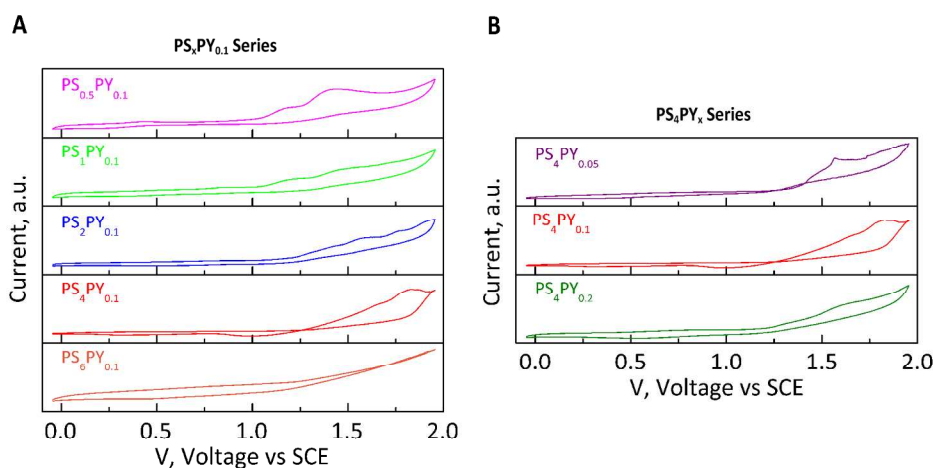 A
PSₓPY₀.₁ Series
PS₀.₅PY₀.₁
PS₁PY₀.₁
PS₂PY₀.₁
PS₄PY₀.₁
PS₆PY₀.₁
Current, a.u.
0.0 0.5 1.0 1.5 2.0
V, Voltage vs SCE
B
PS₄PYₓ Series
PS₄PY₀.₀₅
PS₄PY₀.₁
PS₄PY₀.₂
Current, a.u.
0.0 0.5 1.0 1.5 2.0
V, Voltage vs SCE